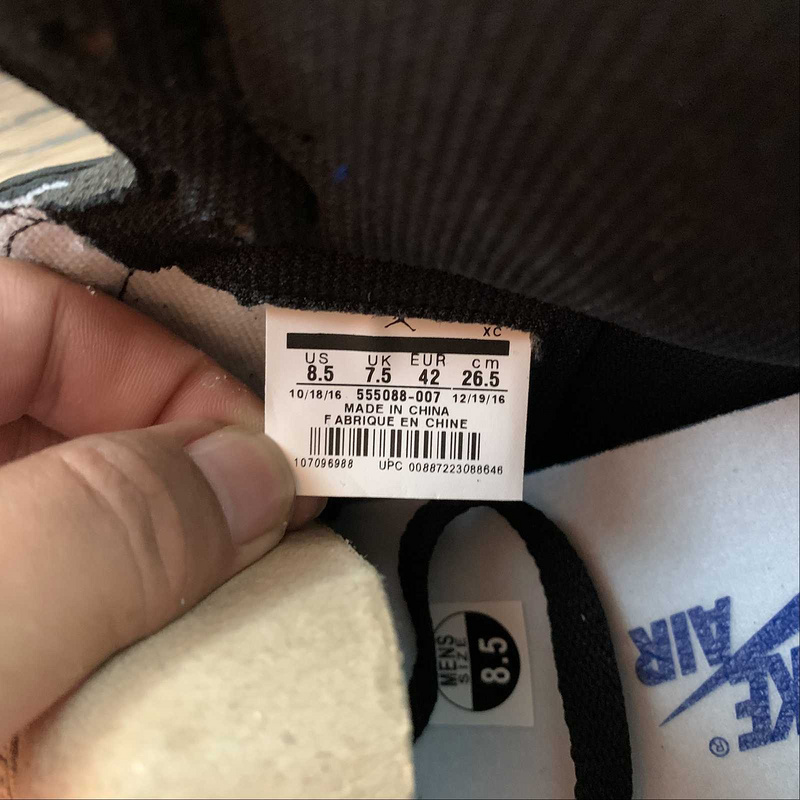 XC
US UK EUR cm
8.5 7.5 42 26.5
10/18/16 555088-007 12/19/16
MADE IN CHINA
FABRIQUE EN CHINE
107096988 UPC 00887223088646
MENS
SIZE
8.5
AIR
KE
®